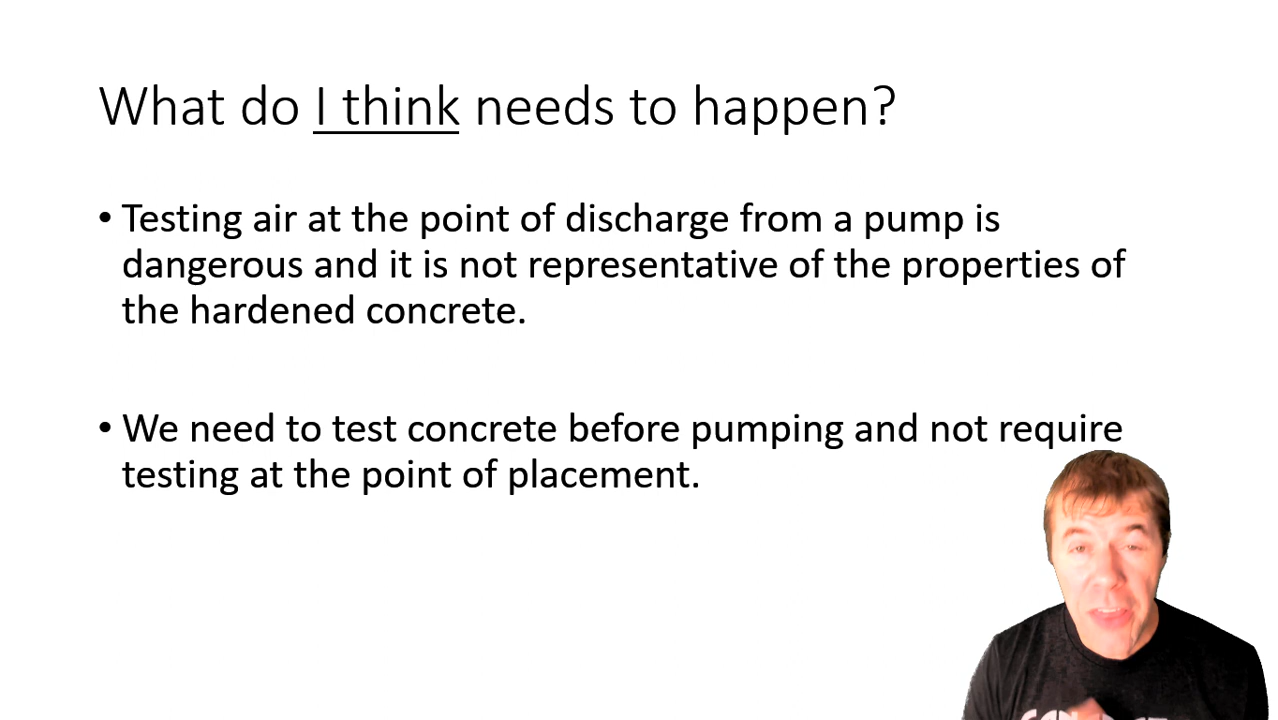 What do I think needs to happen?
• Testing air at the point of discharge from a pump is
dangerous and it is not representative of the properties of
the hardened concrete.
• We need to test concrete before pumping and not require
testing at the point of placement.